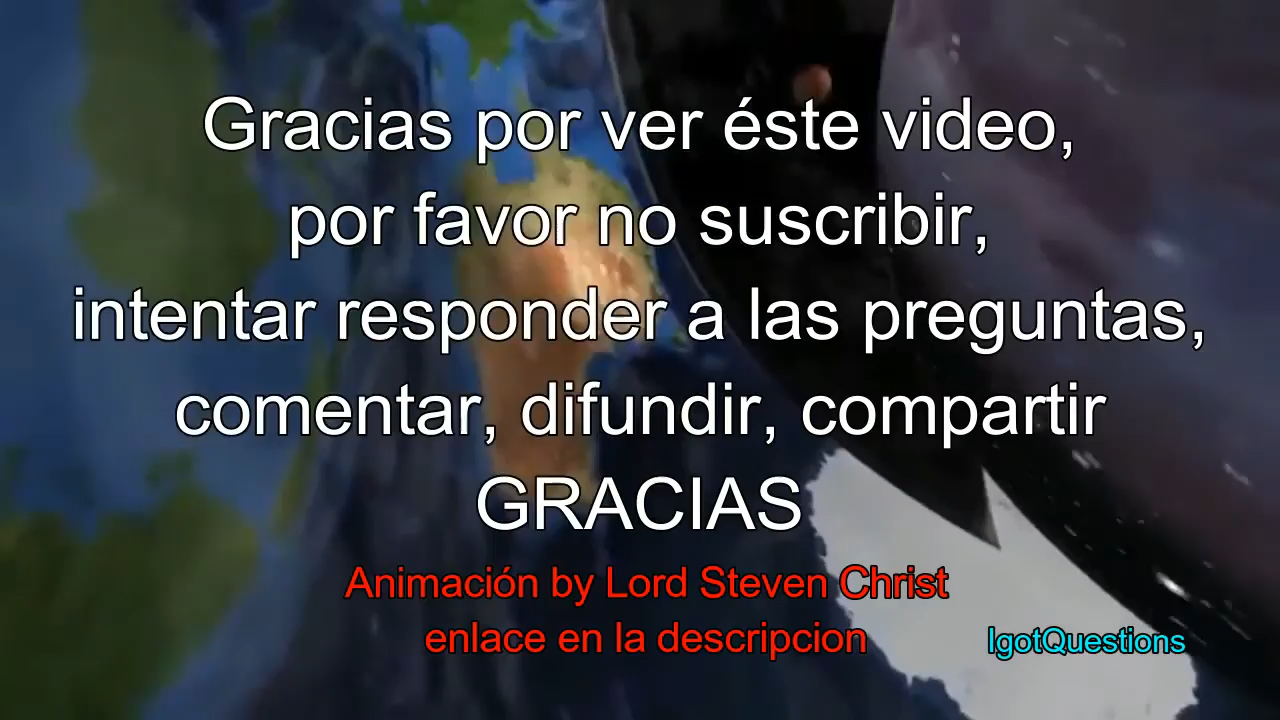 Gracias por ver éste video,
por favor no suscribir,
intentar responder a las preguntas,
comentar, difundir, compartir
GRACIAS
Animación by Lord Steven Christ
enlace en la descripcion
IgotQuestions